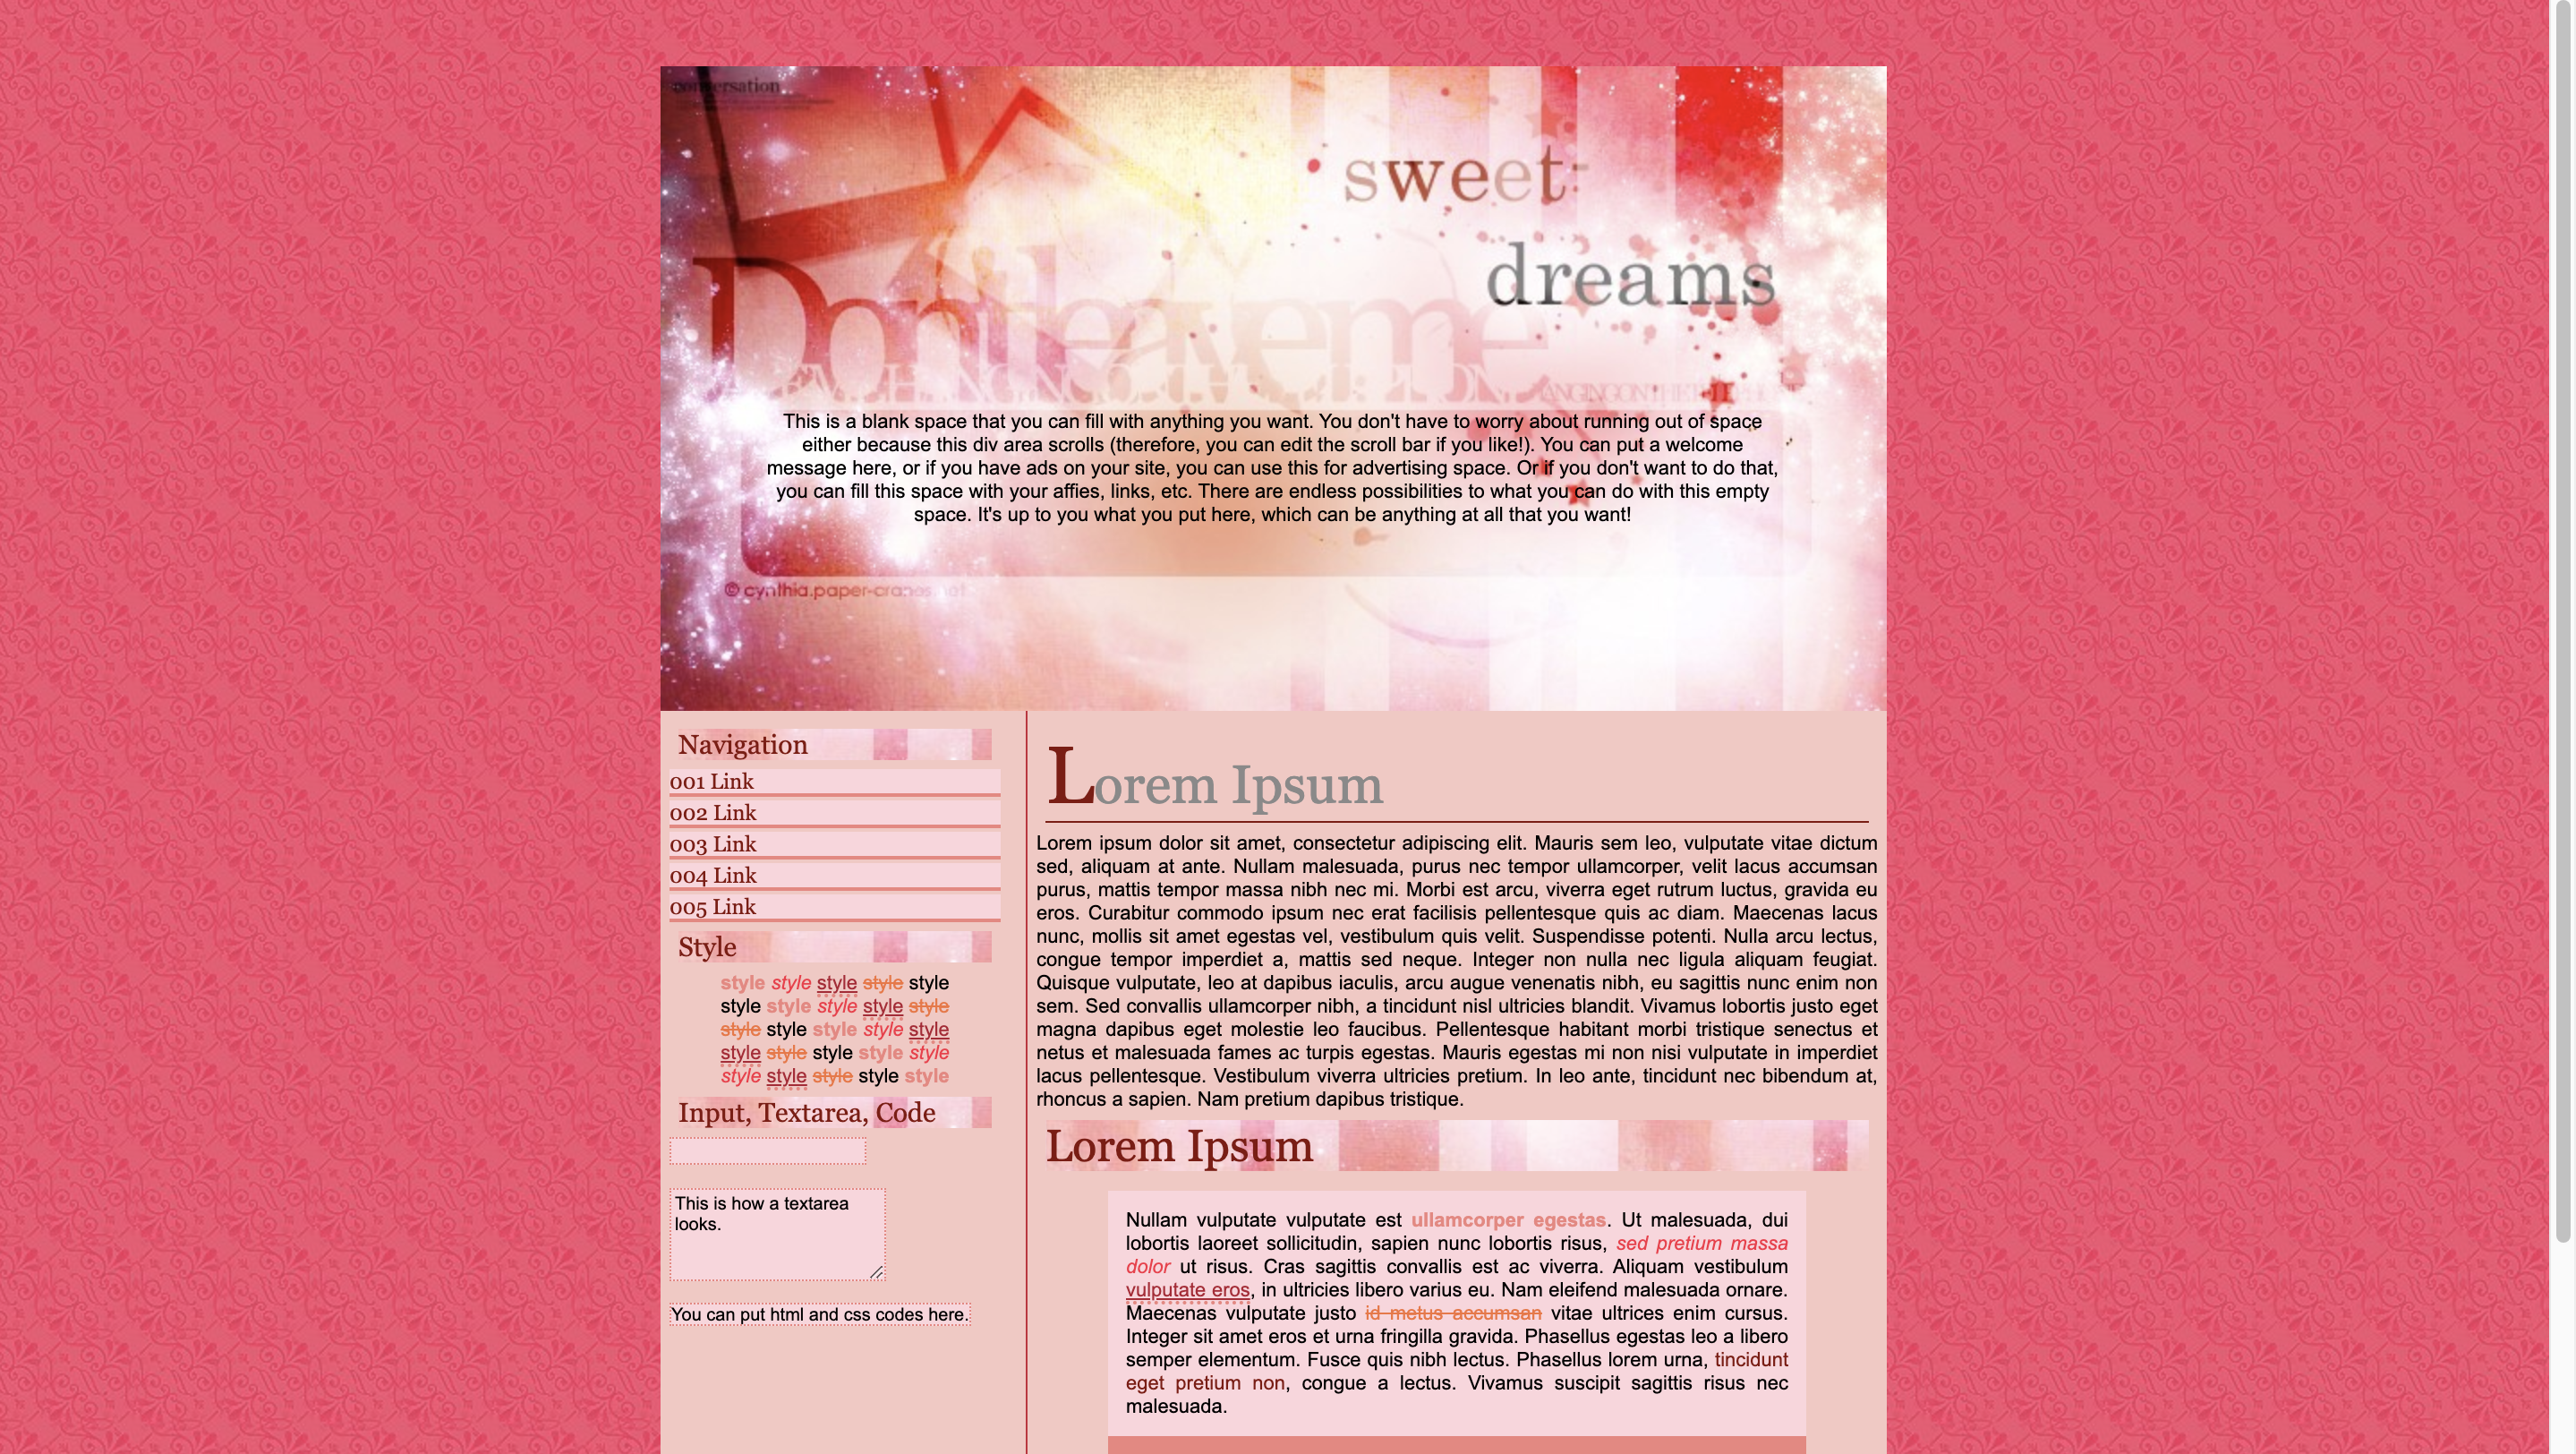 conversation
sweet
dreams
Dontleaveme
This is a blank space that you can fill with anything you want. You don't have to worry about running out of space
either because this div area scrolls (therefore, you can edit the scroll bar if you like!). You can put a welcome
message here, or if you have ads on your site, you can use this for advertising space. Or if you don't want to do that,
you can fill this space with your affies, links, etc. There are endless possibilities to what you can do with this empty
space. It's up to you what you put here, which can be anything at all that you want!
© cynthia.paper-cranes.net
Navigation
001 Link
002 Link
003 Link
004 Link
005 Link
Style
style style style style style
style style style style style
style style style style style
style style style style style
style style style style style
Input, Textarea, Code
This is how a textarea
looks.
You can put html and css codes here.
Lorem Ipsum
Lorem ipsum dolor sit amet, consectetur adipiscing elit. Mauris sem leo, vulputate vitae dictum
sed, aliquam at ante. Nullam malesuada, purus nec tempor ullamcorper, velit lacus accumsan
purus, mattis tempor massa nibh nec mi. Morbi est arcu, viverra eget rutrum luctus, gravida eu
eros. Curabitur commodo ipsum nec erat facilisis pellentesque quis ac diam. Maecenas lacus
nunc, mollis sit amet egestas vel, vestibulum quis velit. Suspendisse potenti. Nulla arcu lectus,
congue tempor imperdiet a, mattis sed neque. Integer non nulla nec ligula aliquam feugiat.
Quisque vulputate, leo at dapibus iaculis, arcu augue venenatis nibh, eu sagittis nunc enim non
sem. Sed convallis ullamcorper nibh, a tincidunt nisl ultricies blandit. Vivamus lobortis justo eget
magna dapibus eget molestie leo faucibus. Pellentesque habitant morbi tristique senectus et
netus et malesuada fames ac turpis egestas. Mauris egestas mi non nisi vulputate in imperdiet
lacus pellentesque. Vestibulum viverra ultricies pretium. In leo ante, tincidunt nec bibendum at,
rhoncus a sapien. Nam pretium dapibus tristique.
Lorem Ipsum
Nullam vulputate vulputate est ullamcorper egestas. Ut malesuada, dui
lobortis laoreet sollicitudin, sapien nunc lobortis risus, sed pretium massa
dolor ut risus. Cras sagittis convallis est ac viverra. Aliquam vestibulum
vulputate eros, in ultricies libero varius eu. Nam eleifend malesuada ornare.
Maecenas vulputate justo id metus accumsan vitae ultrices enim cursus.
Integer sit amet eros et urna fringilla gravida. Phasellus egestas leo a libero
semper elementum. Fusce quis nibh lectus. Phasellus lorem urna, tincidunt
eget pretium non, congue a lectus. Vivamus suscipit sagittis risus nec
malesuada.